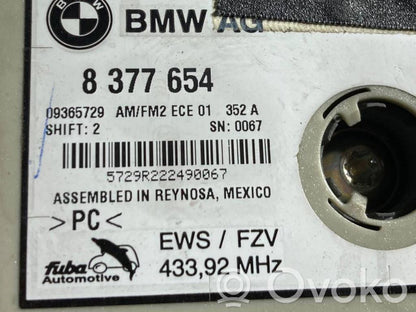 BMW
BMW AG
8 377 654
09365729 AM/FM2 ECE 01 352 A
SHIFT: 2 SN: 0067
5729R222490067
ASSEMBLED IN REYNOSA, MEXICO
>PC<
EWS / FZV
433,92 MHz
fuba
Automotive
Ovoko